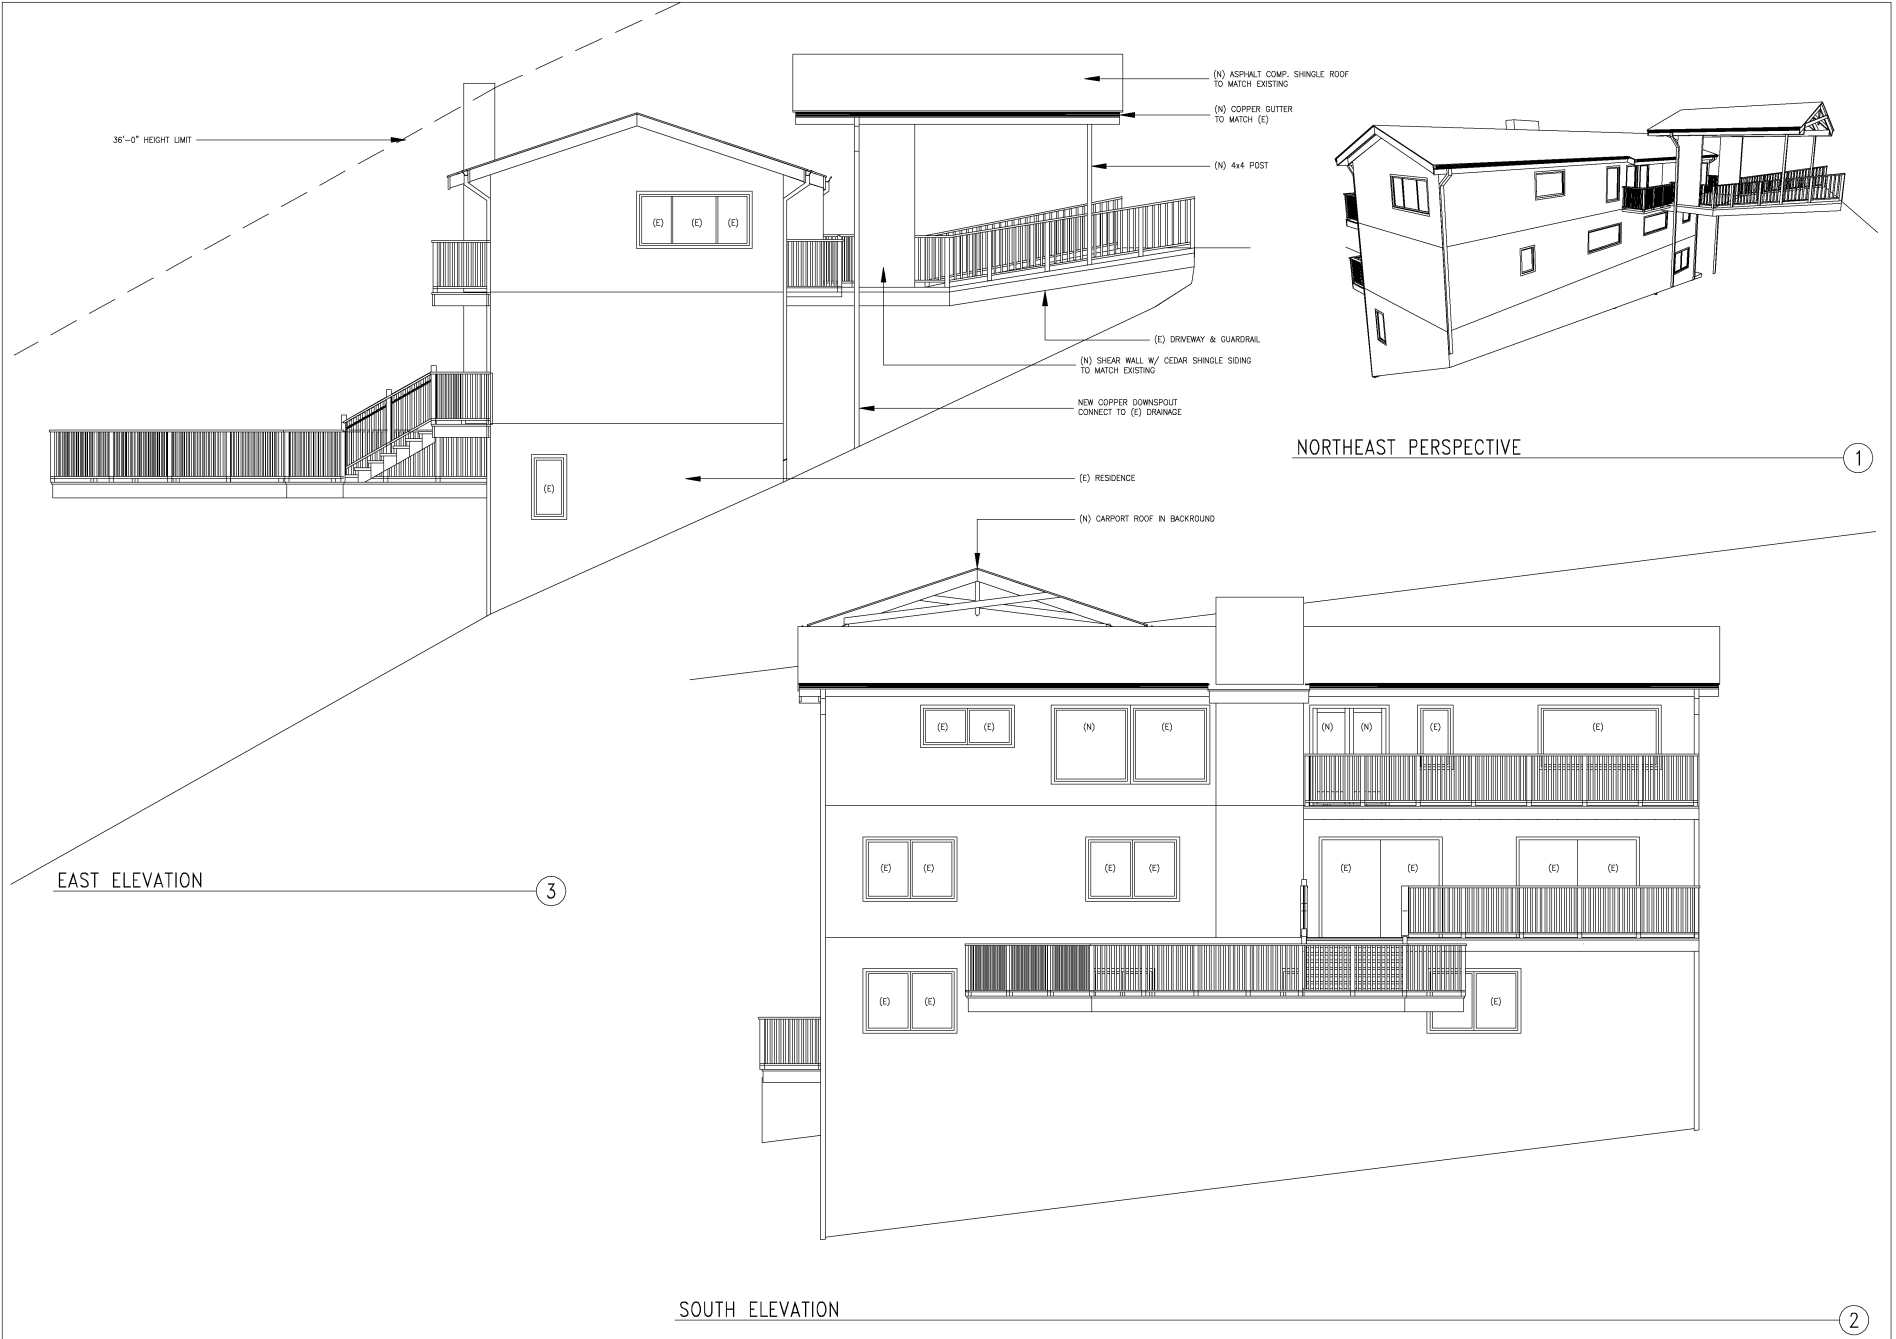 36'-0" HEIGHT LIMIT
(N) ASPHALT COMP. SHINGLE ROOF
TO MATCH EXISTING
(N) COPPER GUTTER
TO MATCH (E)
(N) 4x4 POST
(E) (E) (E)
(E) DRIVEWAY & GUARDRAIL
(N) SHEAR WALL W/ CEDAR SHINGLE SIDING
TO MATCH EXISTING
NEW COPPER DOWNSPOUT
CONNECT TO (E) DRAINAGE
(E)
(E) RESIDENCE
EAST ELEVATION
3
NORTHEAST PERSPECTIVE
1
(N) CARPORT ROOF IN BACKROUND
(E) (E) (N) (E) (N) (N) (E) (E)
(E) (E) (E) (E) (E) (E) (E) (E)
(E) (E) (E)
SOUTH ELEVATION
2